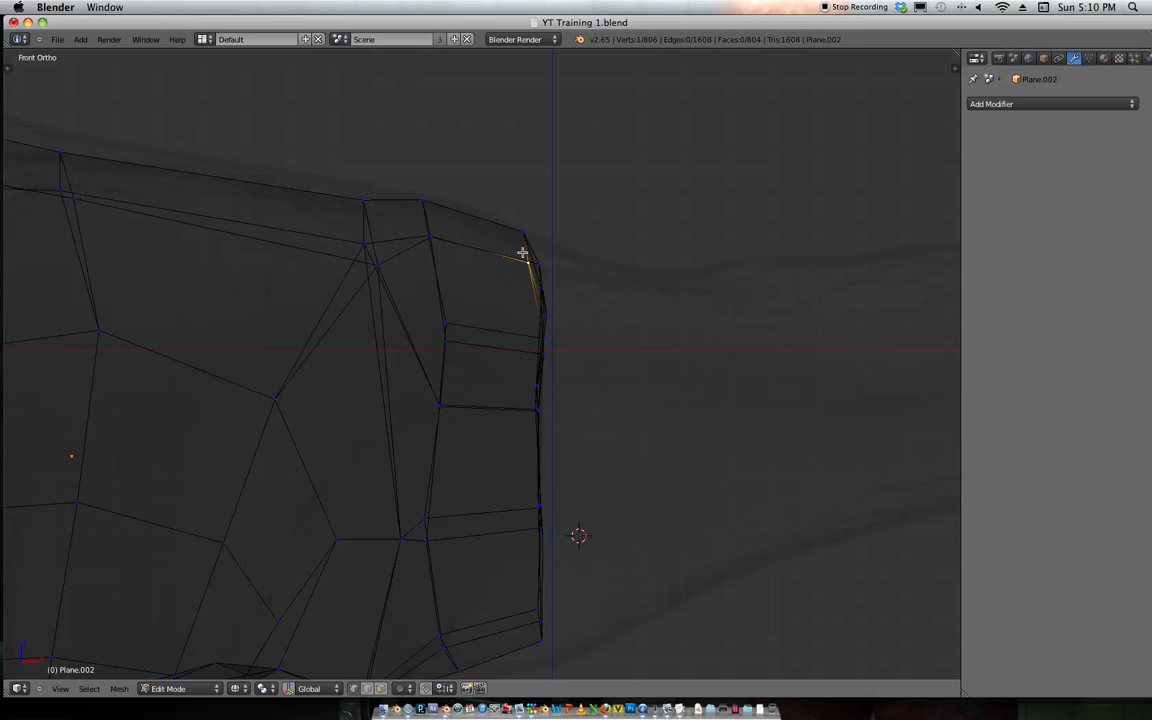 Blender Window Stop Recording Sun 5:10 PM
YT Training 1.blend
File Add Render Window Help Default Scene 3 Blender Render v2.65 | Verts:1/806 | Edges:0/1608 | Faces:0/804 | Tris:1608 | Plane.002
Front Ortho
Plane.002
Add Modifier
(0) Plane.002
View Select Mesh Edit Mode Global